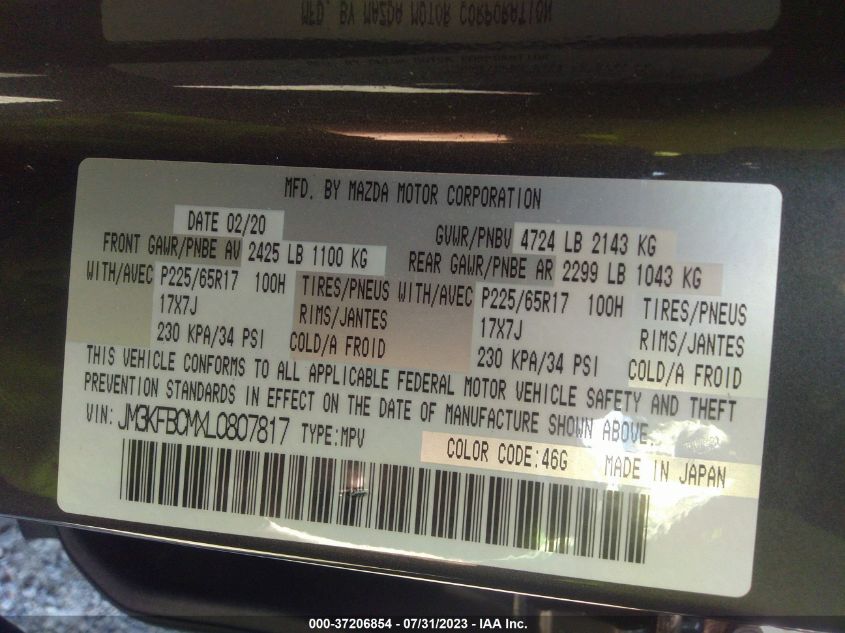 MFD. BY MAZDA MOTOR CORPORATION
DATE 02/20 GVWR/PNBV 4724 LB 2143 KG
FRONT GAWR/PNBE AV 2425 LB 1100 KG REAR GAWR/PNBE AR 2299 LB 1043 KG
WITH/AVEC P225/65R17 100H TIRES/PNEUS WITH/AVEC P225/65R17 100H TIRES/PNEUS
17X7J RIMS/JANTES 17X7J RIMS/JANTES
230 KPA/34 PSI COLD/A FROID 230 KPA/34 PSI COLD/A FROID
THIS VEHICLE CONFORMS TO ALL APPLICABLE FEDERAL MOTOR VEHICLE SAFETY AND THEFT
PREVENTION STANDARDS IN EFFECT ON THE DATE OF MANUFACTURE SHOWN ABOVE.
VIN: JM3KFBCMXL0807817 TYPE:MPV
COLOR CODE:46G MADE IN JAPAN
000-37206854 - 07/31/2023 - IAA Inc.